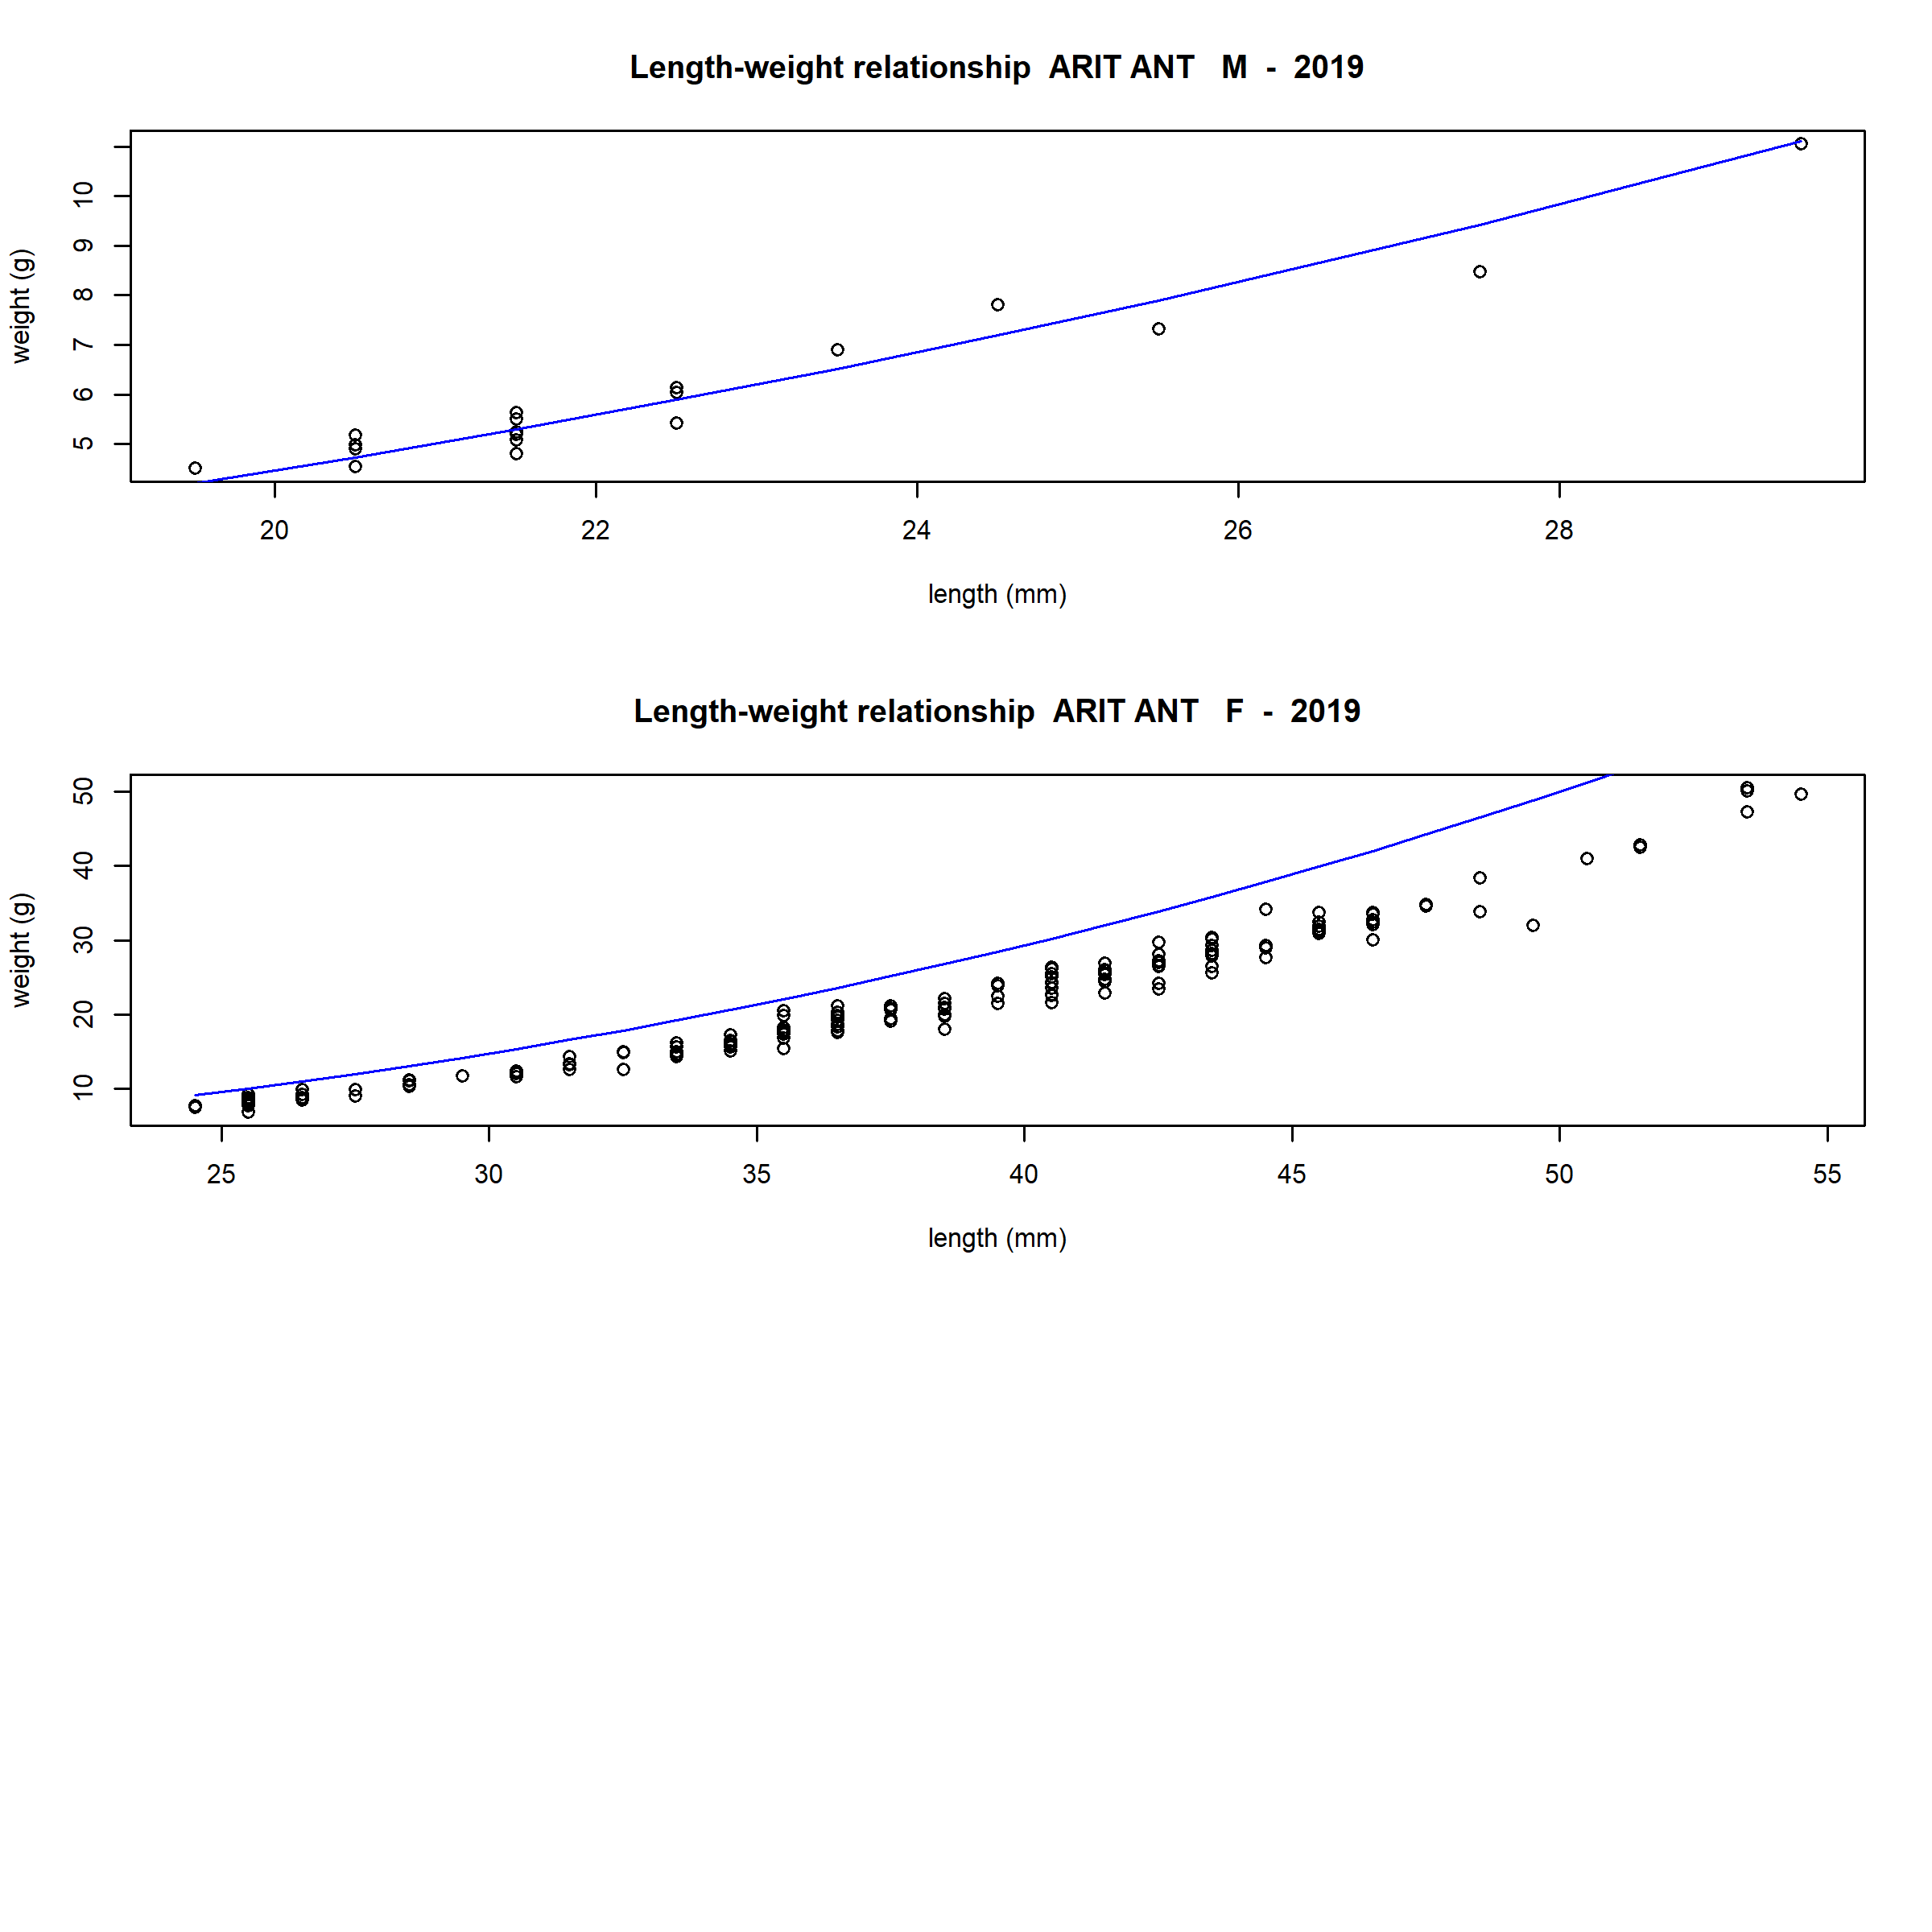 Length-weight relationship ARIT ANT M - 2019
weight (g)
10
9
8
7
6
5
20 22 24 26 28
length (mm)
Length-weight relationship ARIT ANT F - 2019
weight (g)
50
40
30
20
10
25 30 35 40 45 50 55
length (mm)